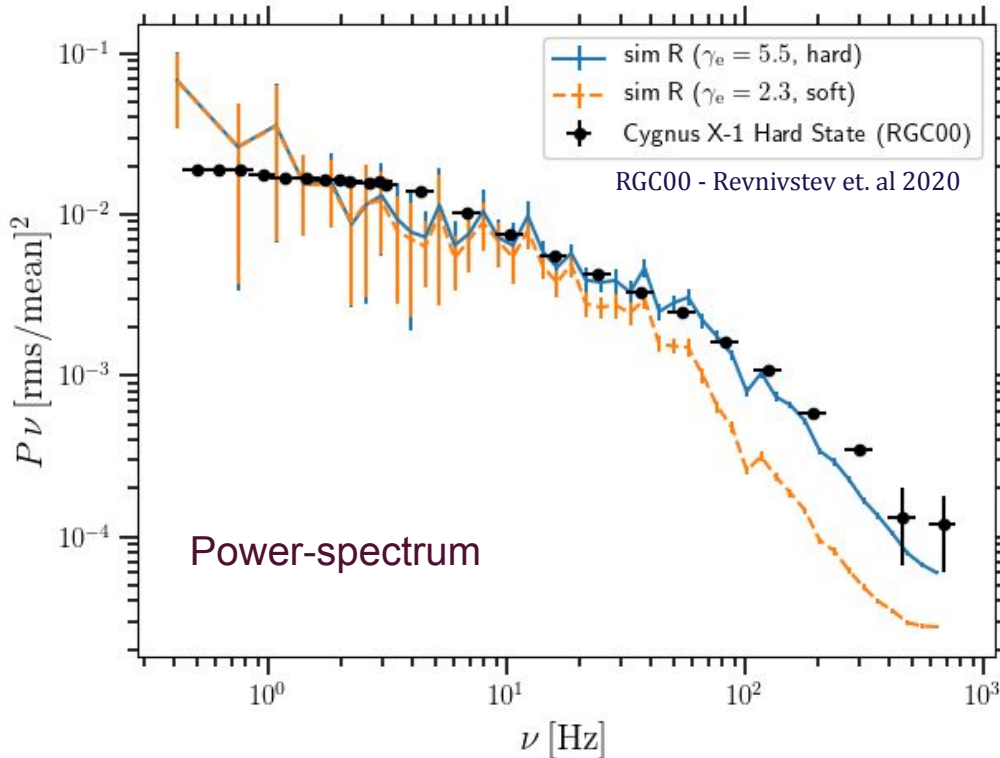 sim R (γₑ = 5.5, hard)
sim R (γₑ = 2.3, soft)
Cygnus X-1 Hard State (RGC00)
RGC00 - Revnivstev et. al 2020
10⁻¹
10⁻²
10⁻³
10⁻⁴
P ν [rms/mean]²
Power-spectrum
10⁰ 10¹ 10² 10³
ν [Hz]